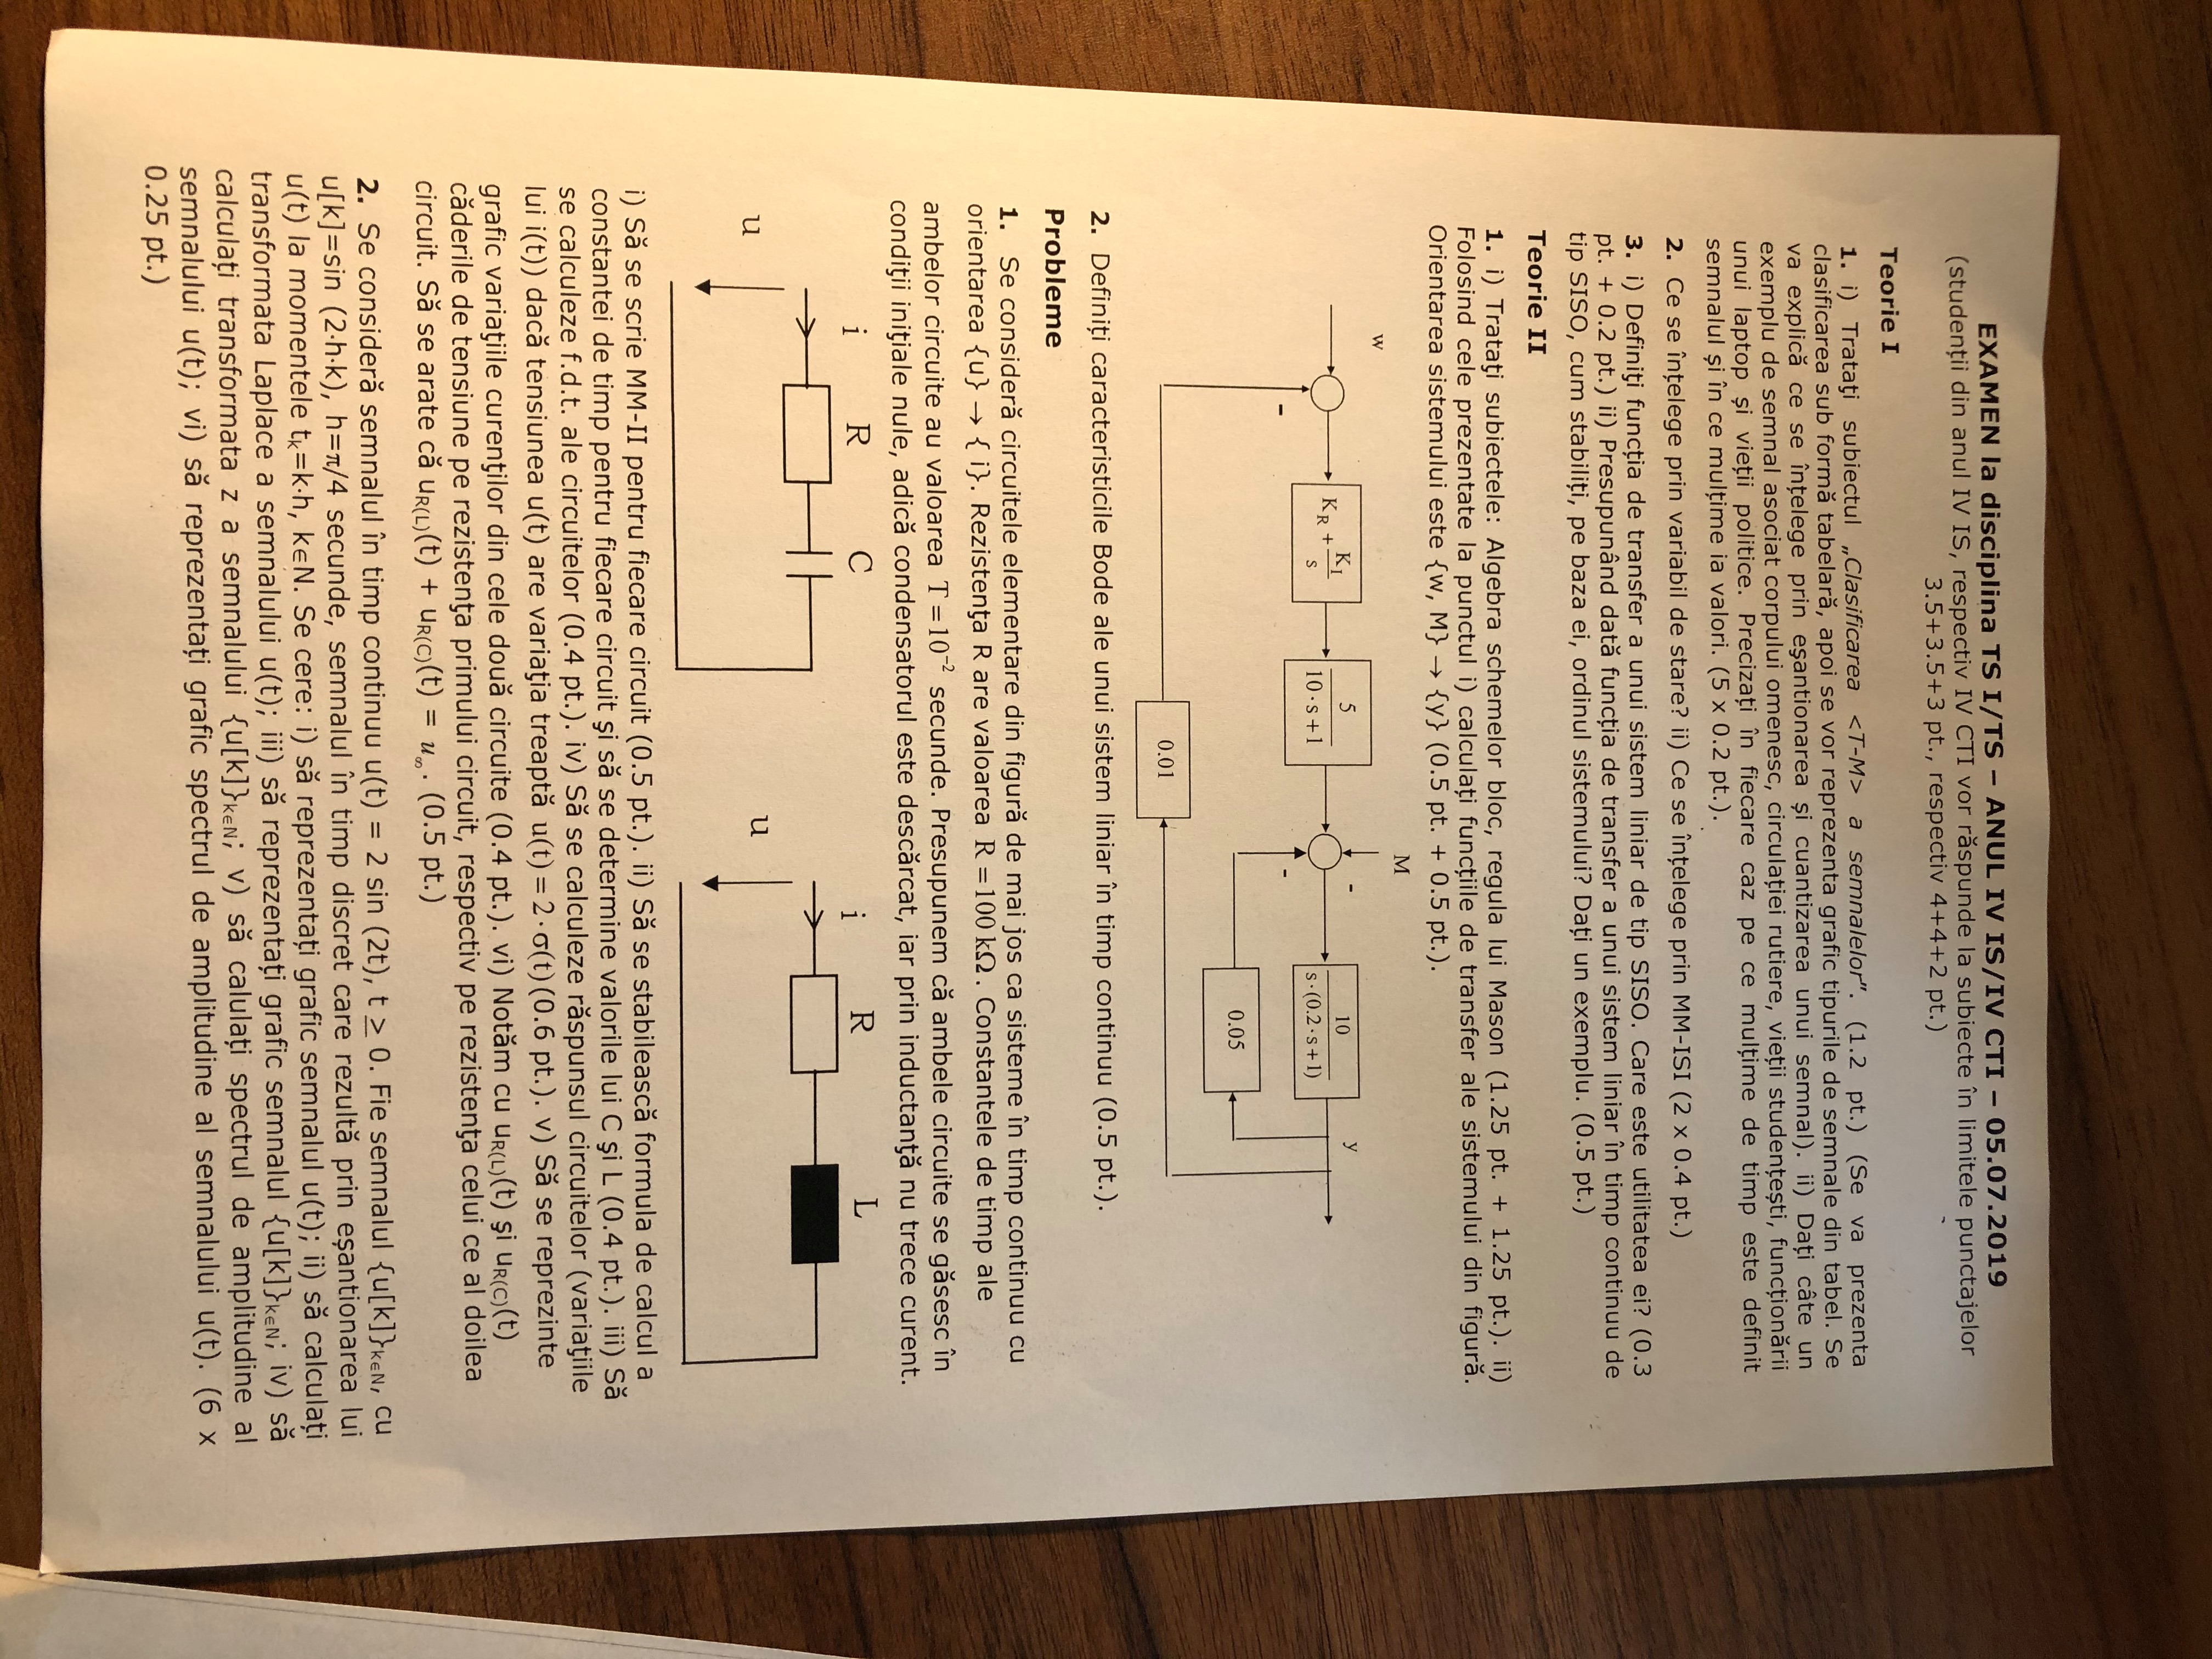 EXAMEN la disciplina TS I/TS – ANUL IV IS/IV CTI – 05.07.2019
(studenții din anul IV IS, respectiv IV CTI vor răspunde la subiecte în limitele punctajelor
3.5+3.5+3 pt., respectiv 4+4+2 pt.)
Teorie I
1. i) Trataţi subiectul „Clasificarea <T-M> a semnalelor”. (1.2 pt.) (Se va prezenta
clasificarea sub formă tabelară, apoi se vor reprezenta grafic tipurile de semnale din tabel. Se
va explică ce se înțelege prin eşantionarea şi cuantizarea unui semnal). ii) Dați câte un
exemplu de semnal asociat corpului omenesc, circulației rutiere, vieții studențești, funcționării
unui laptop și vieții politice. Precizați în fiecare caz pe ce mulțime de timp este definit
semnalul și în ce mulțime ia valori. (5 x 0.2 pt.).
2. Ce se înțelege prin variabil de stare? ii) Ce se înțelege prin MM-ISI (2 x 0.4 pt.)
3. i) Definiţi funcția de transfer a unui sistem liniar de tip SISO. Care este utilitatea ei? (0.3
pt. + 0.2 pt.) ii) Presupunând dată funcția de transfer a unui sistem liniar în timp continuu de
tip SISO, cum stabiliți, pe baza ei, ordinul sistemului? Dați un exemplu. (0.5 pt.)
Teorie II
1. i) Trataţi subiectele: Algebra schemelor bloc, regula lui Mason (1.25 pt. + 1.25 pt.). ii)
Folosind cele prezentate la punctul i) calculați funcțiile de transfer ale sistemului din figură.
Orientarea sistemului este {w, M} → {y} (0.5 pt. + 0.5 pt.).
M
w
-
y
K_R + K_I/s
5/(10·s+1)
10/(s·(0.2·s+1))
-
-
0.05
0.01
2. Definiți caracteristicile Bode ale unui sistem liniar în timp continuu (0.5 pt.).
Probleme
1. Se consideră circuitele elementare din figură de mai jos ca sisteme în timp continuu cu
orientarea {u} → { i}. Rezistenţa R are valoarea R = 100 kΩ. Constantele de timp ale
ambelor circuite au valoarea T = 10⁻² secunde. Presupunem că ambele circuite se găsesc în
condiţii iniţiale nule, adică condensatorul este descărcat, iar prin inductanţă nu trece curent.
i R C
u
i R L
u
i) Să se scrie MM-II pentru fiecare circuit (0.5 pt.). ii) Să se stabilească formula de calcul a
constantei de timp pentru fiecare circuit şi să se determine valorile lui C şi L (0.4 pt.). iii) Să
se calculeze f.d.t. ale circuitelor (0.4 pt.). iv) Să se calculeze răspunsul circuitelor (variaţiile
lui i(t)) dacă tensiunea u(t) are variaţia treaptă u(t) = 2·σ(t) (0.6 pt.). v) Să se reprezinte
grafic variaţiile curenţilor din cele două circuite (0.4 pt.). vi) Notăm cu u_R(L)(t) şi u_R(C)(t)
căderile de tensiune pe rezistenţa primului circuit, respectiv pe rezistenţa celui ce al doilea
circuit. Să se arate că u_R(L)(t) + u_R(C)(t) = u_∞. (0.5 pt.)
2. Se consideră semnalul în timp continuu u(t) = 2 sin (2t), t ≥ 0. Fie semnalul {u[k]}k∈N, cu
u[k]=sin (2·h·k), h=π/4 secunde, semnalul în timp discret care rezultă prin eșantionarea lui
u(t) la momentele t_k=k·h, k∈N. Se cere: i) să reprezentați grafic semnalul u(t); ii) să calculați
transformata Laplace a semnalului u(t); iii) să reprezentați grafic semnalul {u[k]}k∈N; iv) să
calculați transformata z a semnalului {u[k]}k∈N; v) să calulați spectrul de amplitudine al
semnalului u(t); vi) să reprezentați grafic spectrul de amplitudine al semnalului u(t). (6 x
0.25 pt.)